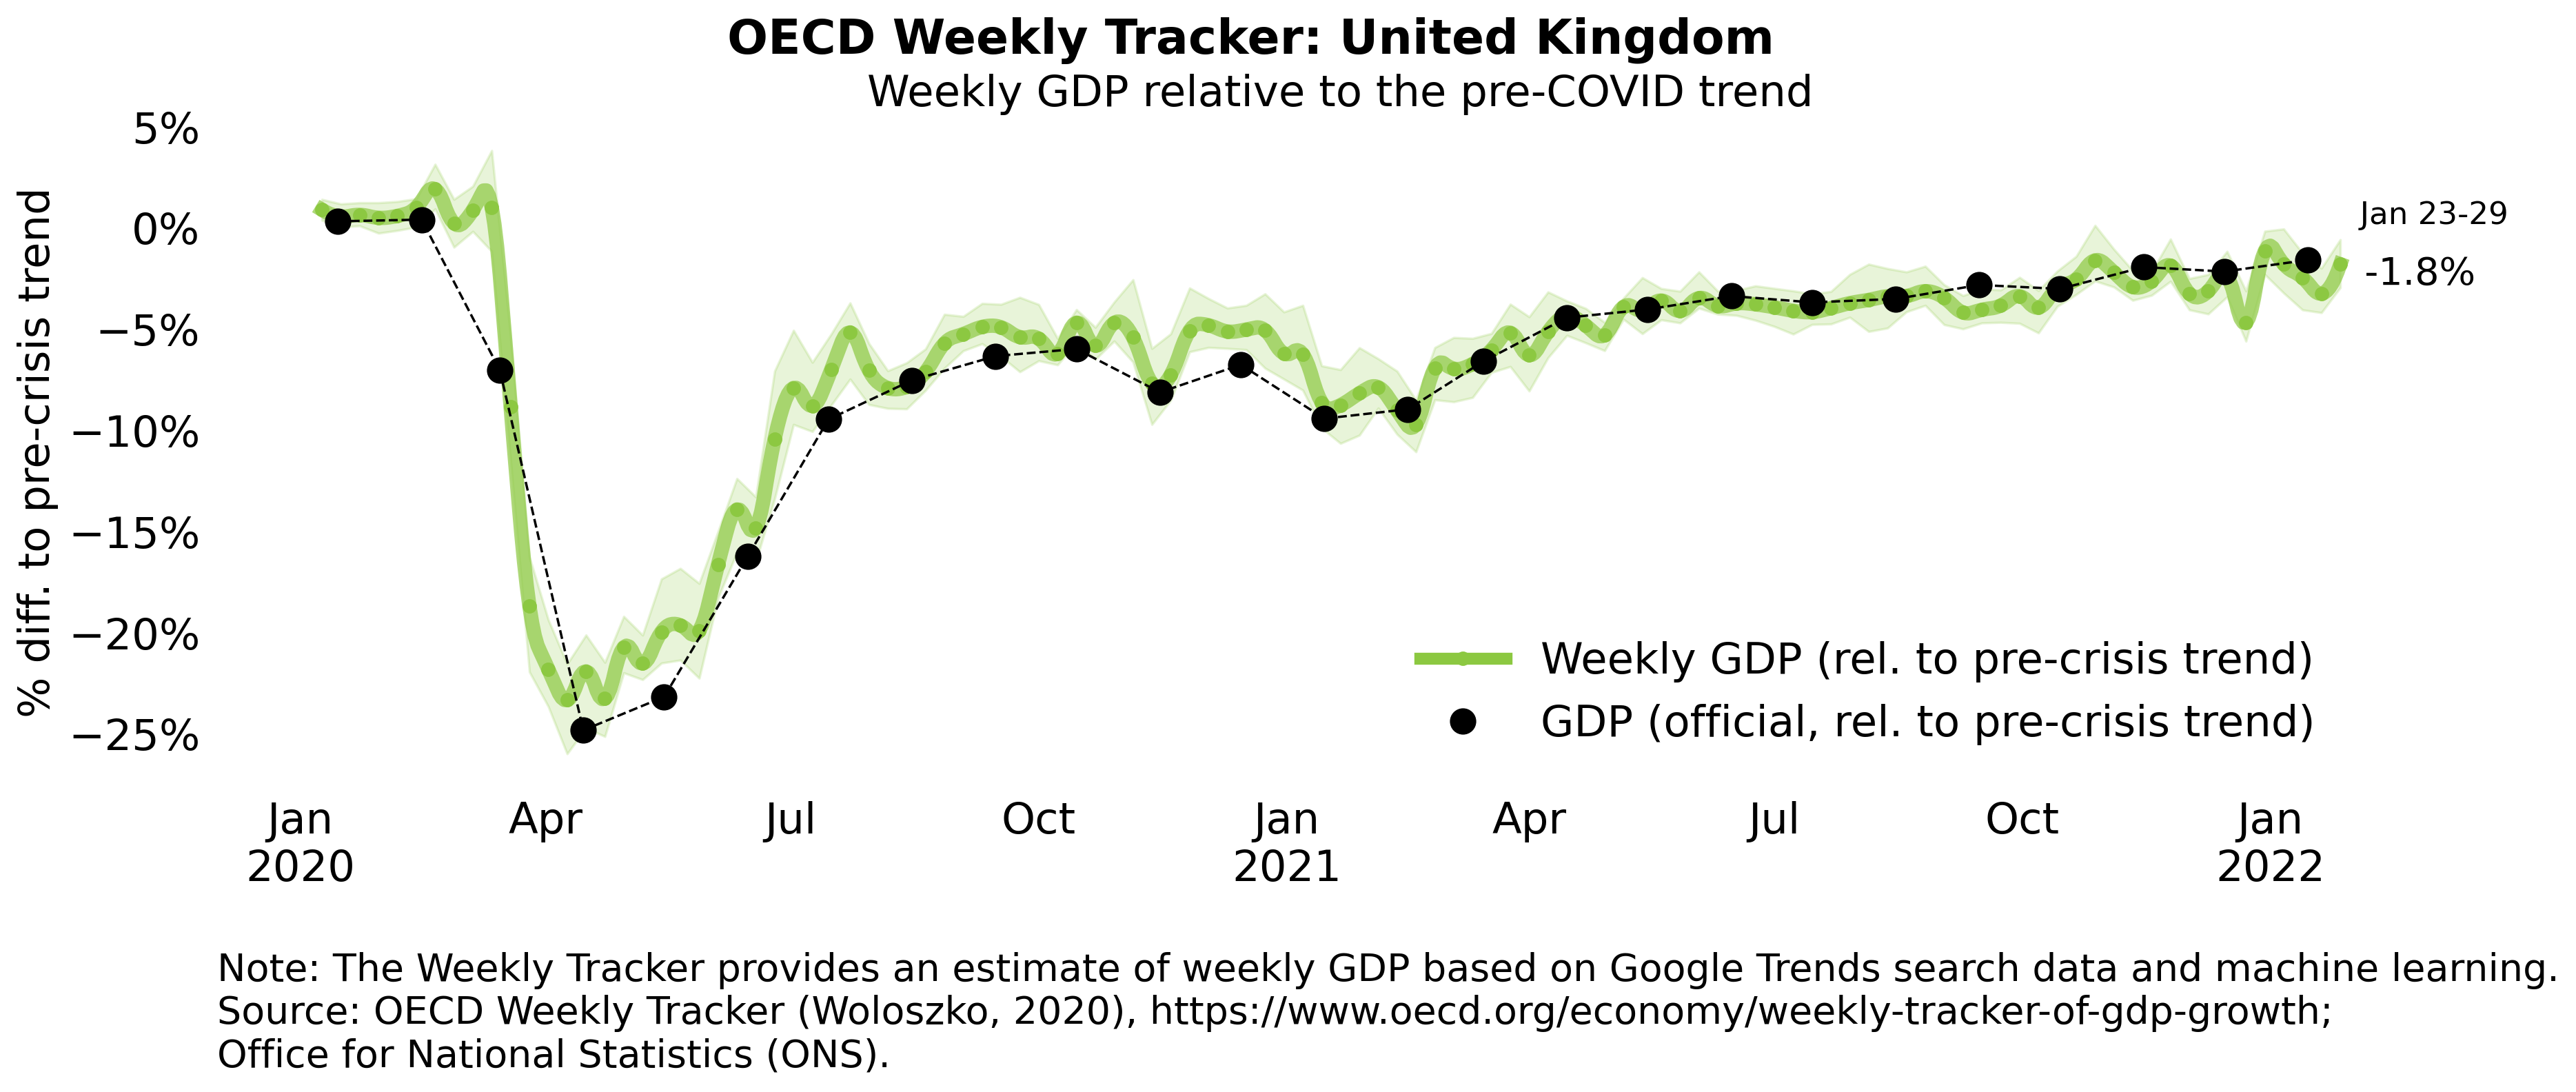 OECD Weekly Tracker: United Kingdom
Weekly GDP relative to the pre-COVID trend
% diff. to pre-crisis trend
5%
0%
−5%
−10%
−15%
−20%
−25%
Jan 23-29
-1.8%
Weekly GDP (rel. to pre-crisis trend)
GDP (official, rel. to pre-crisis trend)
Jan Apr Jul Oct Jan Apr Jul Oct Jan
2020 2021 2022
Note: The Weekly Tracker provides an estimate of weekly GDP based on Google Trends search data and machine learning.
Source: OECD Weekly Tracker (Woloszko, 2020), https://www.oecd.org/economy/weekly-tracker-of-gdp-growth;
Office for National Statistics (ONS).